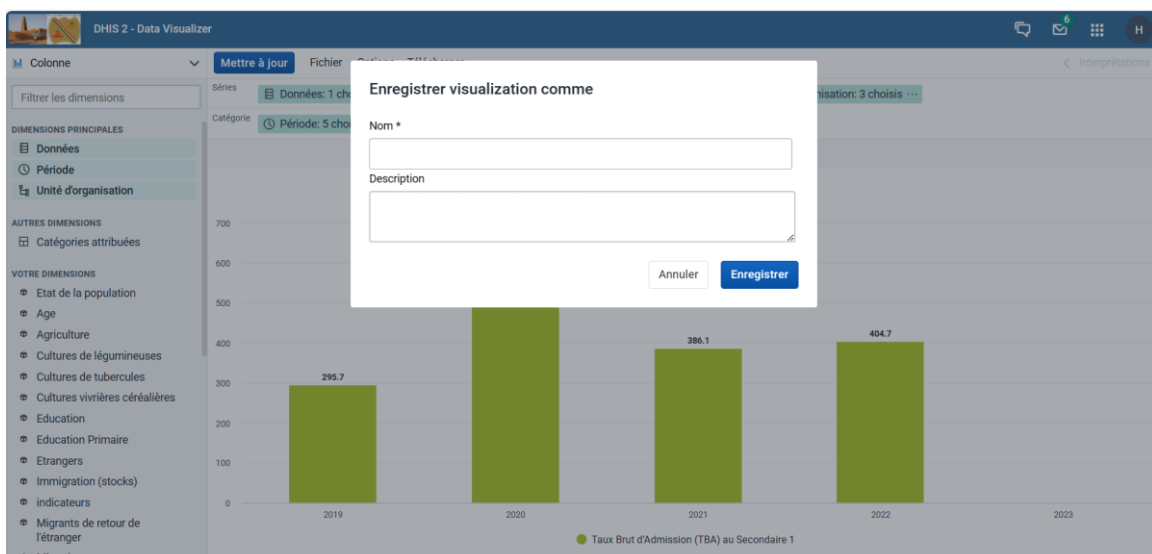 DHIS 2 - Data Visualizer
6
H
Colonne
Mettre à jour
Fichier
Interprétations
Filtrer les dimensions
Séries
Données: 1
nisation: 3 choisis
Catégorie
Période: 5
DIMENSIONS PRINCIPALES
Données
Période
Unité d'organisation
AUTRES DIMENSIONS
Catégories attribuées
VOTRE DIMENSIONS
Etat de la population
Age
Agriculture
Cultures de légumineuses
Cultures de tubercules
Cultures vivrières céréalières
Education
Education Primaire
Etrangers
Immigration (stocks)
indicateurs
Migrants de retour de
l'étranger
Enregistrer visualization comme
Nom *
Description
Annuler
Enregistrer
700
600
500
400
300
200
100
0
295.7
386.1
404.7
2019
2020
2021
2022
2023
Taux Brut d'Admission (TBA) au Secondaire 1